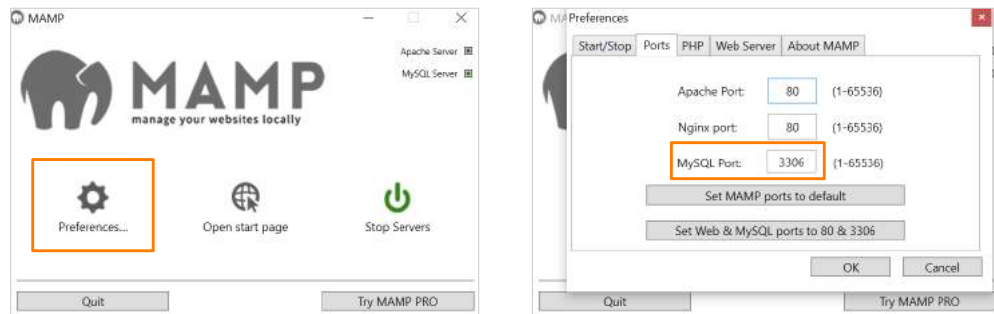 MAMP
Apache Server
MySQL Server
MAMP
manage your websites locally
Preferences...
Open start page
Stop Servers
Quit
Try MAMP PRO
MA
Preferences
Start/Stop
Ports
PHP
Web Server
About MAMP
Apache Port: 80 (1-65536)
Nginx port: 80 (1-65536)
MySQL Port: 3306 (1-65536)
Set MAMP ports to default
Set Web & MySQL ports to 80 & 3306
OK
Cancel
Quit
Try MAMP PRO